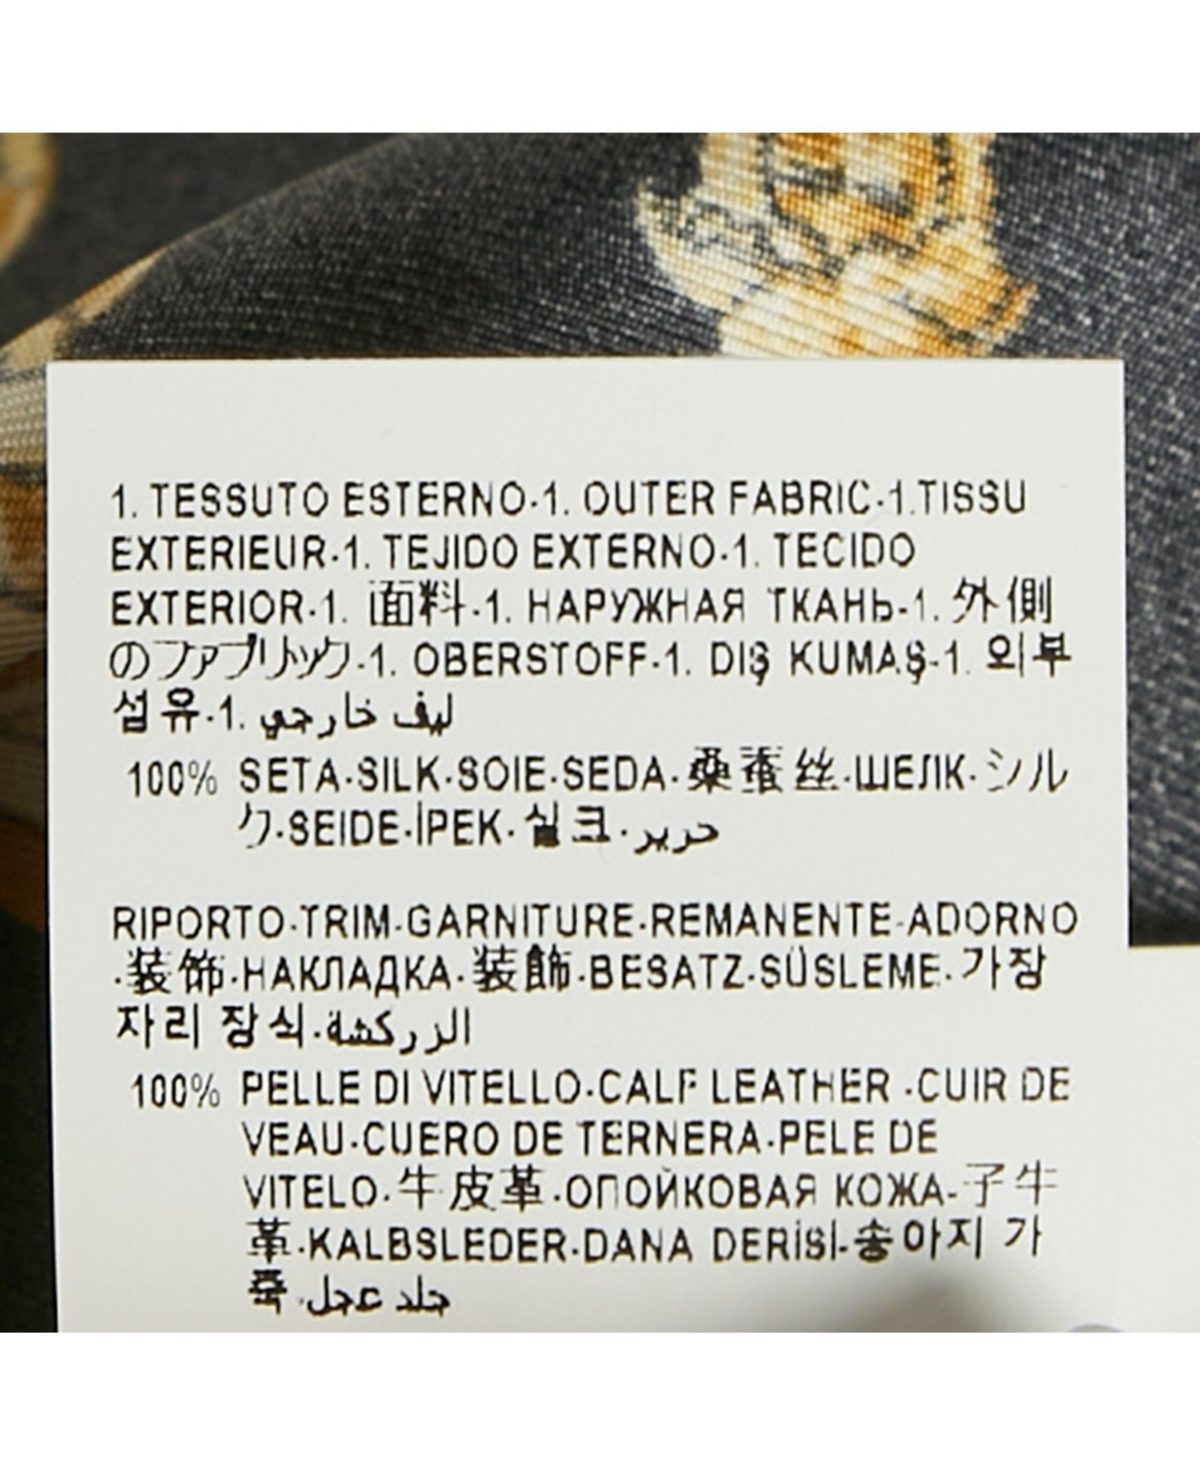 1. TESSUTO ESTERNO-1. OUTER FABRIC-1.TISSU
EXTERIEUR-1. TEJIDO EXTERNO-1. TECIDO
EXTERIOR-1. 面料-1. НАРУЖНАЯ ТКАНЬ-1. 外側
のファブリック-1. OBERSTOFF-1. DIŞ KUMAŞ-1. 외부
섬유-1. ليف خارجي
100% SETA-SILK-SOIE-SEDA-桑蚕丝-ШЕЛК-シル
ク-SEIDE-İPEK-실크-حرير
RIPORTO-TRIM-GARNITURE-REMANENTE-ADORNO
-装饰-НАКЛАДКА-装飾-BESATZ-SÜSLEME-가장
자리 장식-الزركشة
100% PELLE DI VITELLO-CALF LEATHER -CUIR DE
VEAU-CUERO DE TERNERA-PELE DE
VITELO-牛皮革-ОПОЙКОВАЯ КОЖА-子牛
革-KALBSLEDER-DANA DERİSİ-송아지 가
죽-جلد عجل